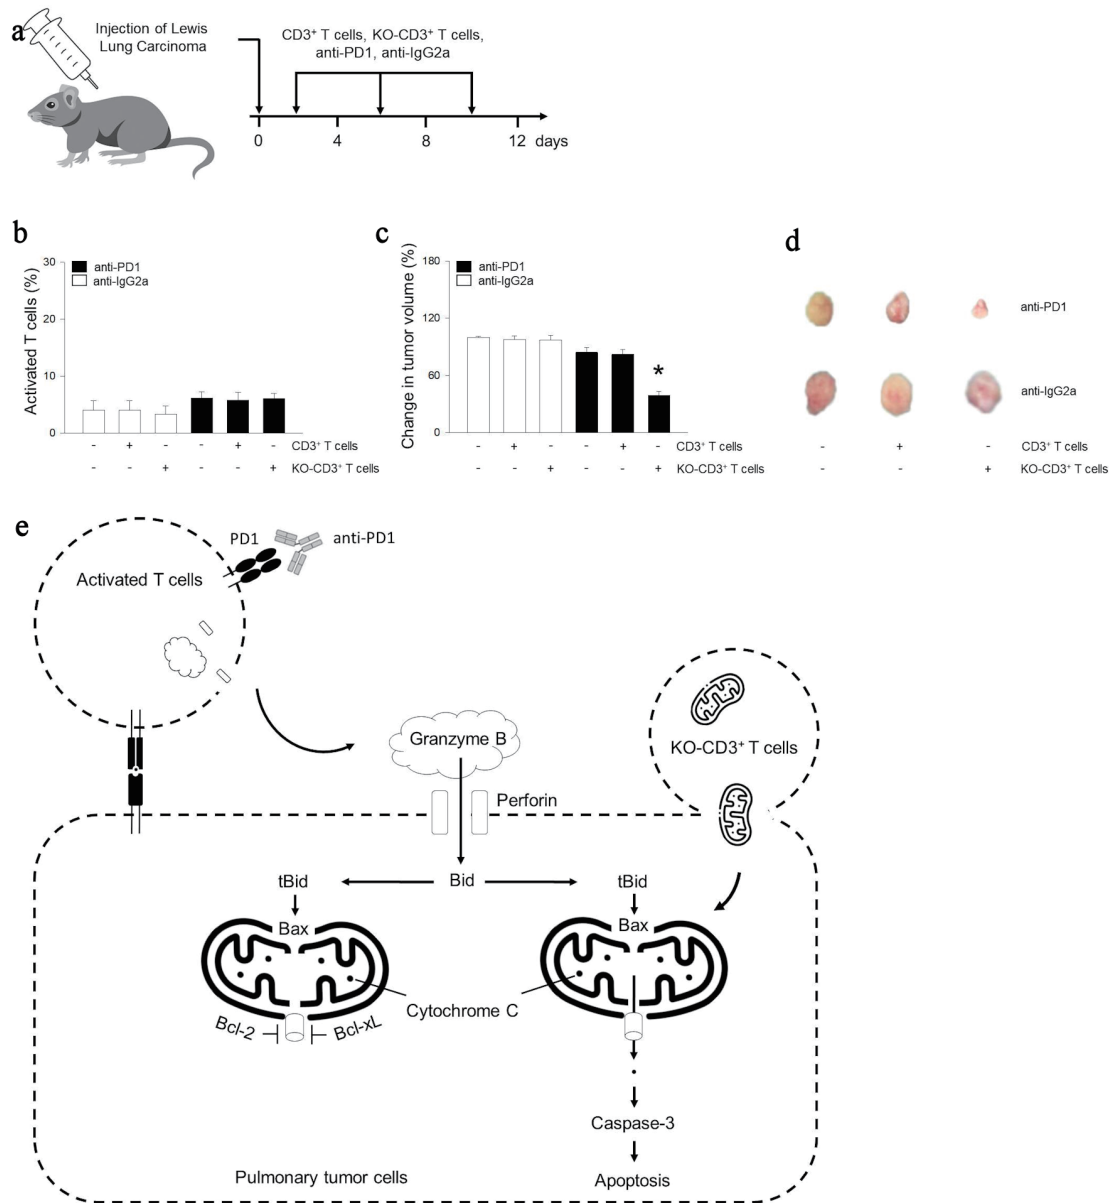 a
Injection of Lewis
Lung Carcinoma
CD3⁺ T cells, KO-CD3⁺ T cells,
anti-PD1, anti-IgG2a
0 4 8 12 days
b
Activated T cells (%)
30
20
10
0
anti-PD1
anti-IgG2a
- + - - + - CD3⁺ T cells
- - + - - + KO-CD3⁺ T cells
c
Change in tumor volume (%)
180
120
60
0
anti-PD1
anti-IgG2a
*
- + - - + - CD3⁺ T cells
- - + - - + KO-CD3⁺ T cells
d
anti-PD1
anti-IgG2a
- + - CD3⁺ T cells
- - + KO-CD3⁺ T cells
e
PD1 anti-PD1
Activated T cells
Granzyme B
KO-CD3⁺ T cells
Perforin
tBid Bid tBid
Bax Bax
Cytochrome C
Bcl-2 Bcl-xL
Caspase-3
Pulmonary tumor cells Apoptosis